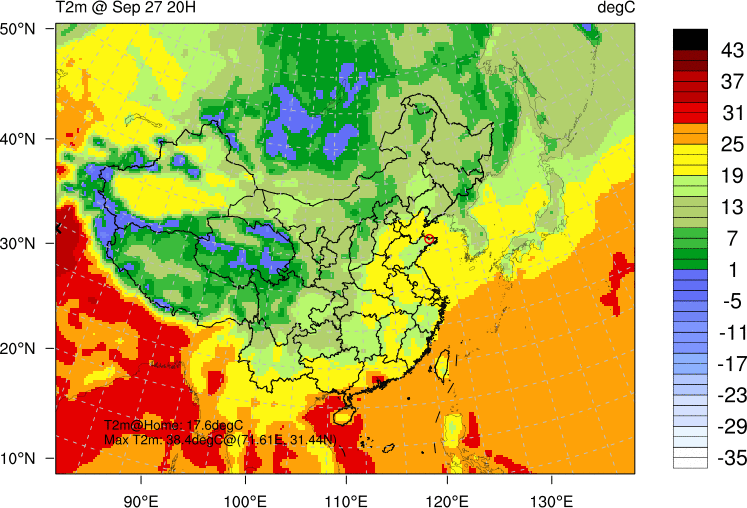 T2m @ Sep 27 20H
degC
50°N
40°N
30°N
20°N
10°N
90°E
100°E
110°E
120°E
130°E
T2m@Home: 17.6degC
Max T2m: 38.4degC@(71.61E, 31.44N)
43
37
31
25
19
13
7
1
-5
-11
-17
-23
-29
-35